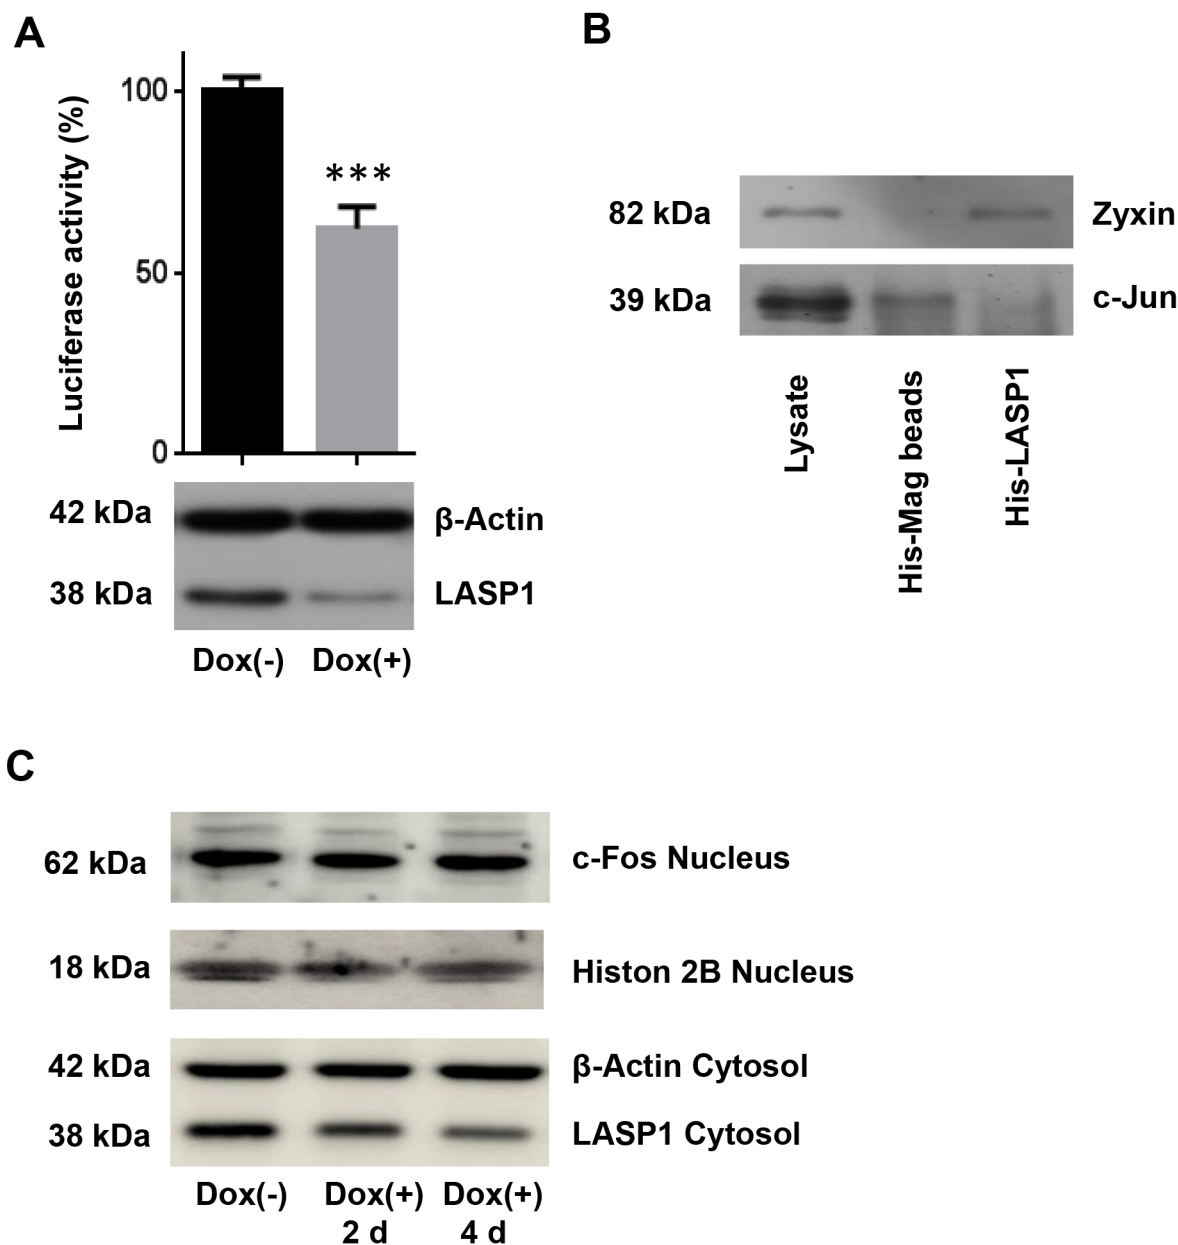 A
Luciferase activity (%)
100
50
0
***
42 kDa
β-Actin
38 kDa
LASP1
Dox(-) Dox(+)
B
82 kDa
Zyxin
39 kDa
c-Jun
Lysate
His-Mag beads
His-LASP1
C
62 kDa
c-Fos Nucleus
18 kDa
Histon 2B Nucleus
42 kDa
β-Actin Cytosol
38 kDa
LASP1 Cytosol
Dox(-) Dox(+) Dox(+)
2 d 4 d